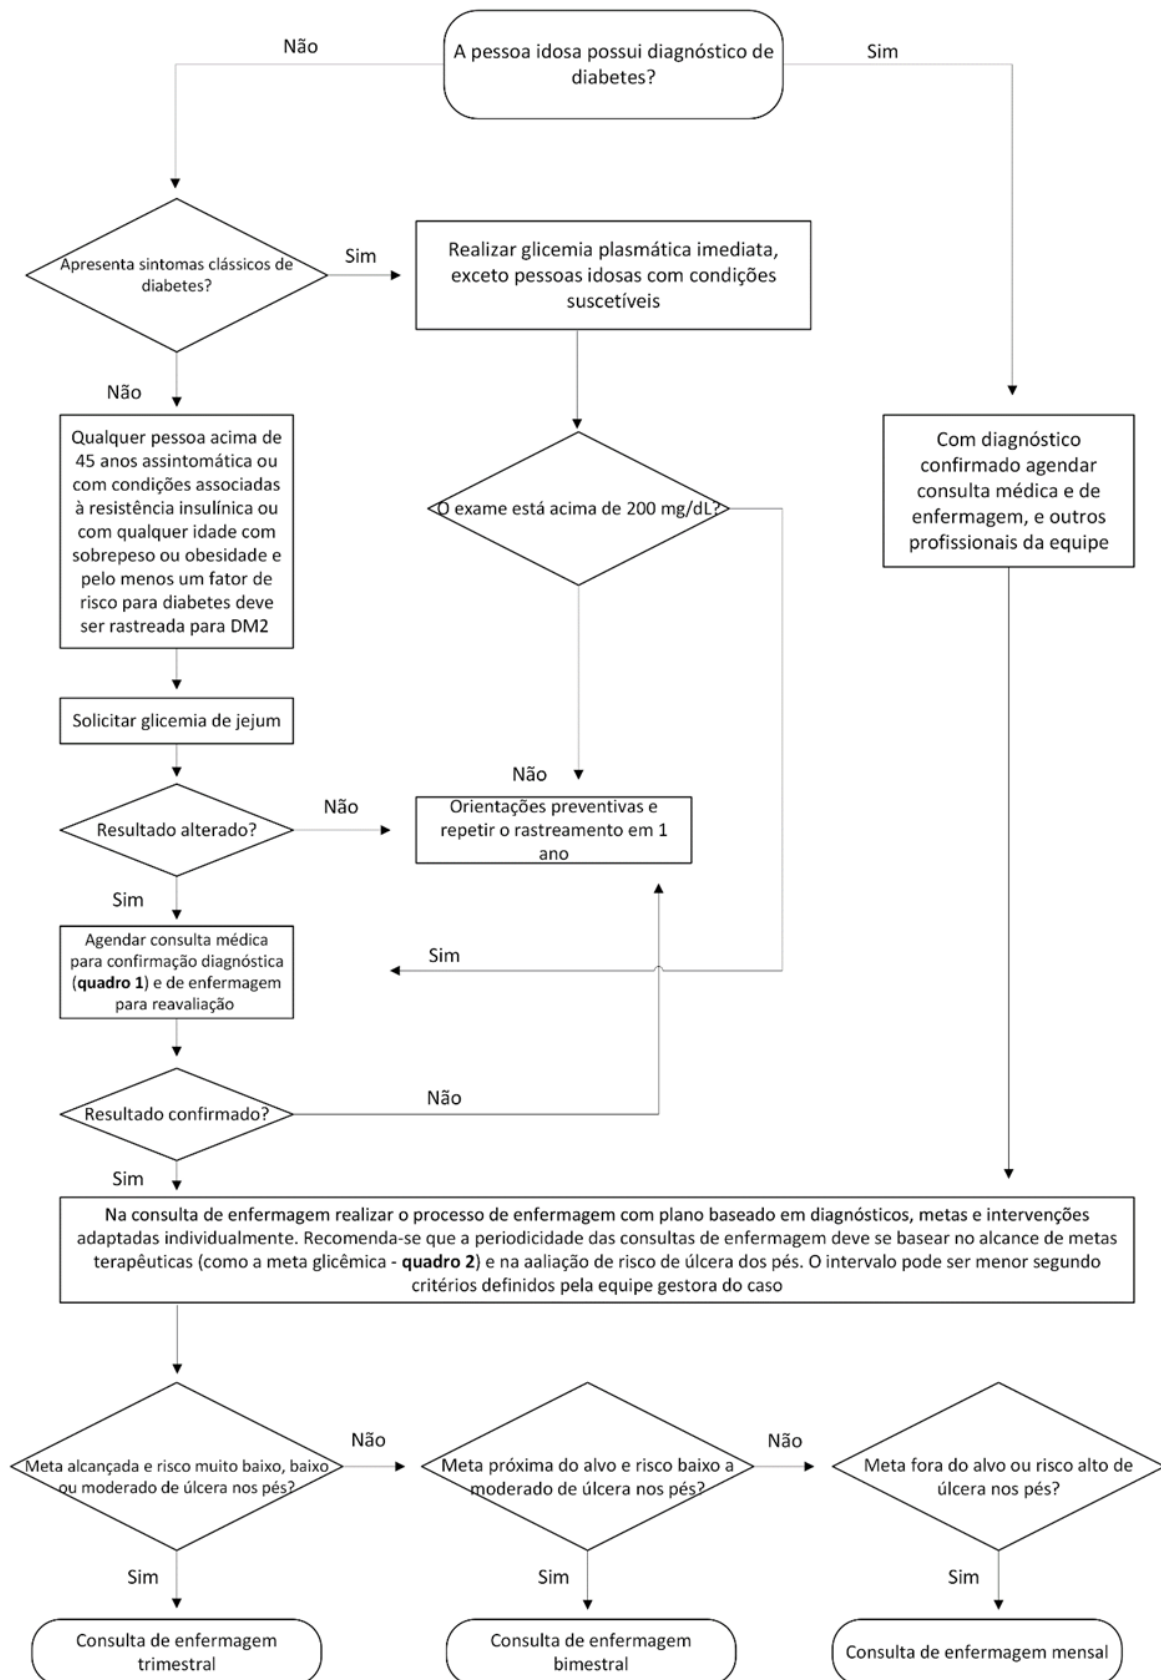 Não
A pessoa idosa possui diagnóstico de
diabetes?
Sim
Apresenta sintomas clássicos de
diabetes?
Sim
Realizar glicemia plasmática imediata,
exceto pessoas idosas com condições
suscetíveis
Não
Qualquer pessoa acima de
45 anos assintomática ou
com condições associadas
à resistência insulínica ou
com qualquer idade com
sobrepeso ou obesidade e
pelo menos um fator de
risco para diabetes deve
ser rastreada para DM2
O exame está acima de 200 mg/dL?
Com diagnóstico
confirmado agendar
consulta médica e de
enfermagem, e outros
profissionais da equipe
Solicitar glicemia de jejum
Não
Resultado alterado?
Não
Orientações preventivas e
repetir o rastreamento em 1
ano
Sim
Agendar consulta médica
para confirmação diagnóstica
(quadro 1) e de enfermagem
para reavaliação
Sim
Resultado confirmado?
Não
Sim
Na consulta de enfermagem realizar o processo de enfermagem com plano baseado em diagnósticos, metas e intervenções
adaptadas individualmente. Recomenda-se que a periodicidade das consultas de enfermagem deve se basear no alcance de metas
terapêuticas (como a meta glicêmica - quadro 2) e na aaliação de risco de úlcera dos pés. O intervalo pode ser menor segundo
critérios definidos pela equipe gestora do caso
Meta alcançada e risco muito baixo, baixo
ou moderado de úlcera nos pés?
Não
Meta próxima do alvo e risco baixo a
moderado de úlcera nos pés?
Não
Meta fora do alvo ou risco alto de
úlcera nos pés?
Sim
Sim
Sim
Consulta de enfermagem
trimestral
Consulta de enfermagem
bimestral
Consulta de enfermagem mensal